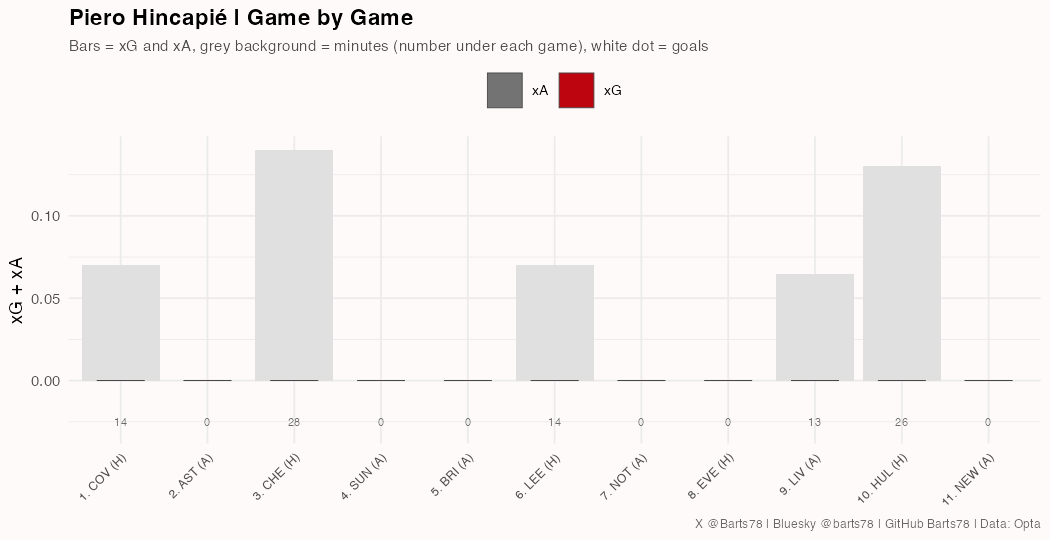 Piero Hincapié | Game by Game
Bars = xG and xA, grey background = minutes (number under each game), white dot = goals
xA
xG
xG + xA
0.10
0.05
0.00
14
0
28
0
0
14
0
0
13
26
0
1. COV (H)
2. AST (A)
3. CHE (H)
4. SUN (A)
5. BRI (A)
6. LEE (H)
7. NOT (A)
8. EVE (H)
9. LIV (A)
10. HUL (H)
11. NEW (A)
X @Barts78 | Bluesky @barts78 | GitHub Barts78 | Data: Opta